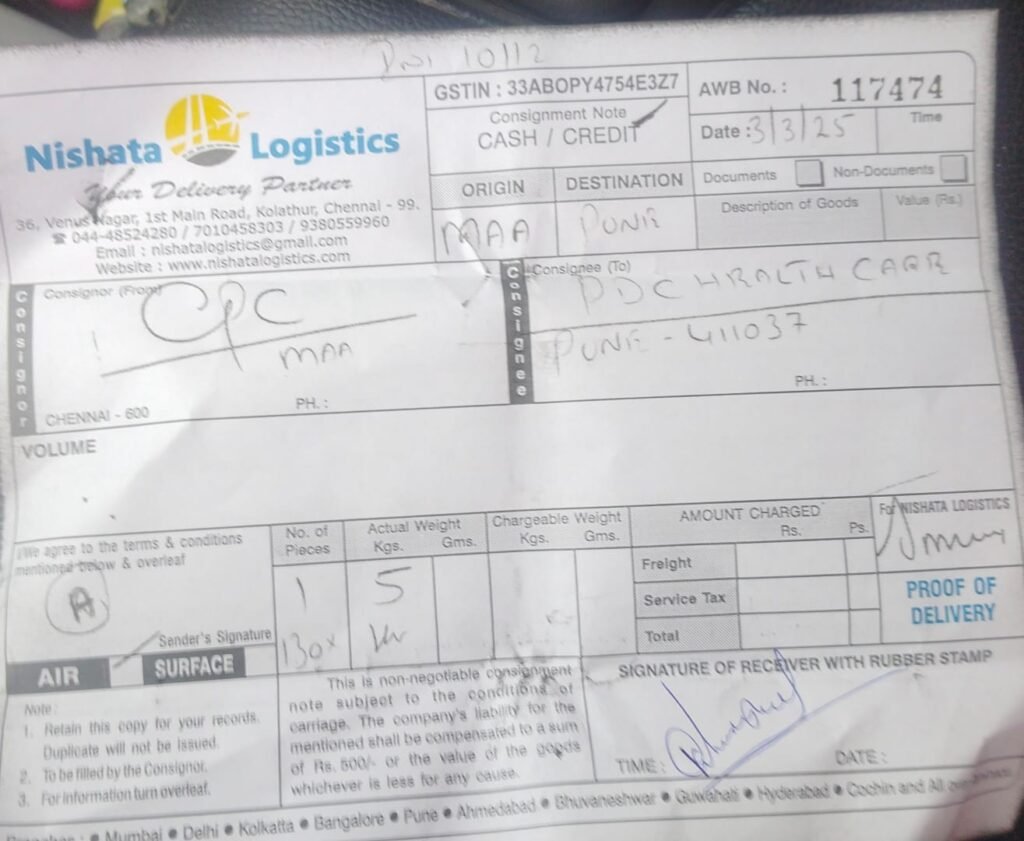 10112
Nishata Logistics
Your Delivery Partner
36, Venus Nagar, 1st Main Road, Kolathur, Chennai - 99.
☎ 044-48524280 / 7010458303 / 9380559960
Email : nishatalogistics@gmail.com
Website : www.nishatalogistics.com
GSTIN : 33ABOPY4754E3Z7
Consignment Note
CASH / CREDIT
AWB No. : 117474
Date : 3/3/25 Time
ORIGIN DESTINATION
MAA PUNE
Documents Non-Documents
Description of Goods Value (Rs.)
Consignor
Consignor (From)
CPC
MAA
CHENNAI - 600 PH. :
Consignee
Consignee (To)
PDC HEALTH CARE
PUNE - 411037
PH. :
VOLUME
I/We agree to the terms & conditions
mentioned below & overleaf
A
Sender's Signature
AIR SURFACE
No. of Pieces
Actual Weight
Kgs. Gms.
Chargeable Weight
Kgs. Gms.
1 5
130x
AMOUNT CHARGED
Rs. Ps.
Freight
Service Tax
Total
For NISHATA LOGISTICS
PROOF OF
DELIVERY
Note :
1. Retain this copy for your records.
Duplicate will not be Issued.
2. To be filled by the Consignor.
3. For Information turn overleaf.
This is non-negotiable consignment
note subject to the conditions of
carriage. The company's liability for the
mentioned shall be compensated to a sum
of Rs. 500/- or the value of the goods
whichever is less for any cause.
SIGNATURE OF RECEIVER WITH RUBBER STAMP
TIME : DATE :
Branches : ● Mumbai ● Delhi ● Kolkatta ● Bangalore ● Pune ● Ahmedabad ● Bhuvaneshwar ● Guwahati ● Hyderabad ● Cochin and All